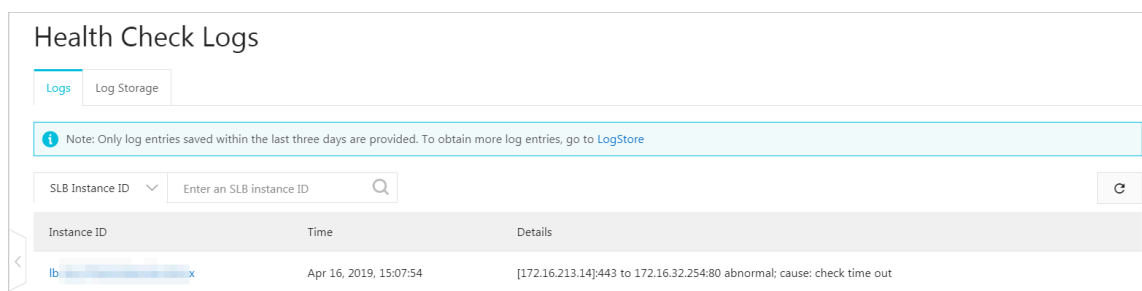 Health Check Logs
Logs Log Storage
Note: Only log entries saved within the last three days are provided. To obtain more log entries, go to LogStore
SLB Instance ID Enter an SLB instance ID
Instance ID Time Details
lb x Apr 16, 2019, 15:07:54 [172.16.213.14]:443 to 172.16.32.254:80 abnormal; cause: check time out